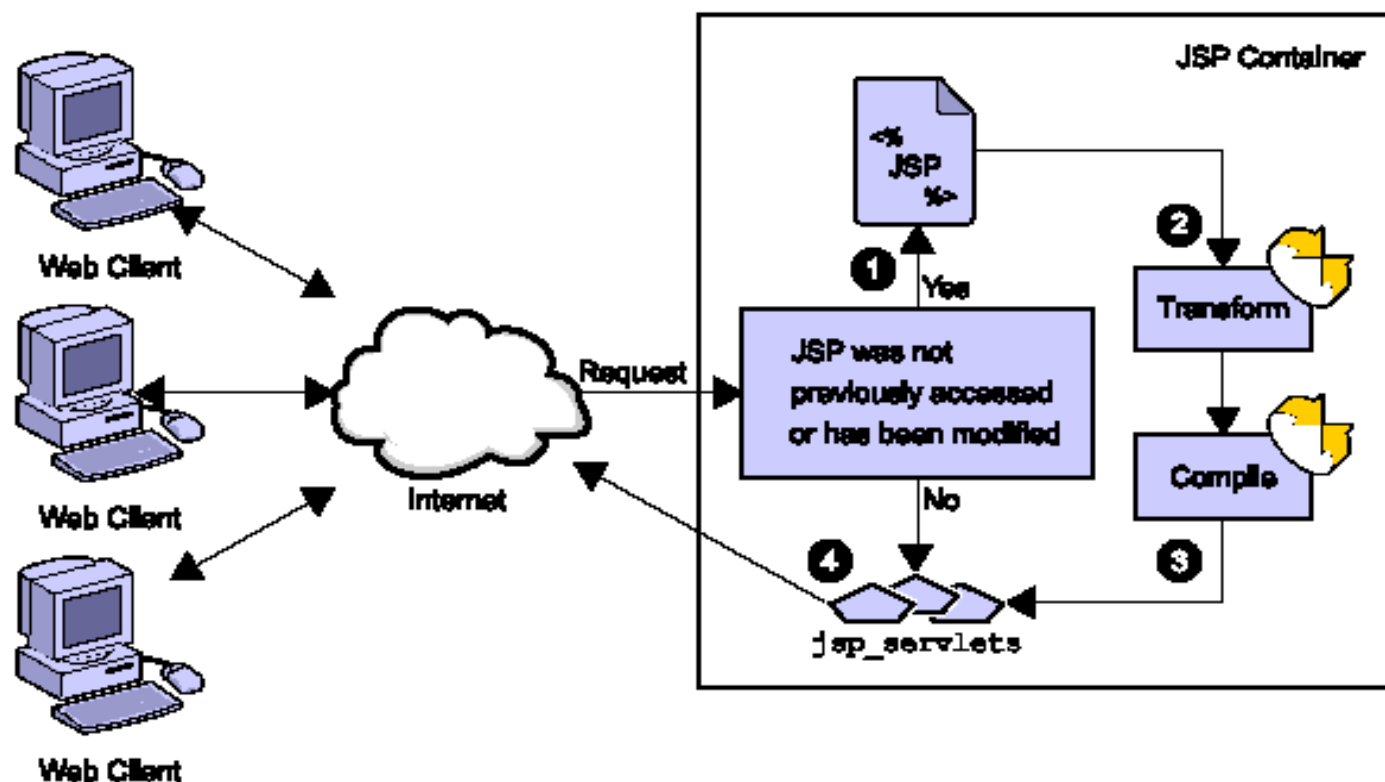 JSP Container
<%
JSP
%>
Web Client
1
Yes
2
Transform
JSP was not
previously accessed
or has been modified
Request
Internet
Web Client
Compile
No
3
4
jsp_servlets
Web Client